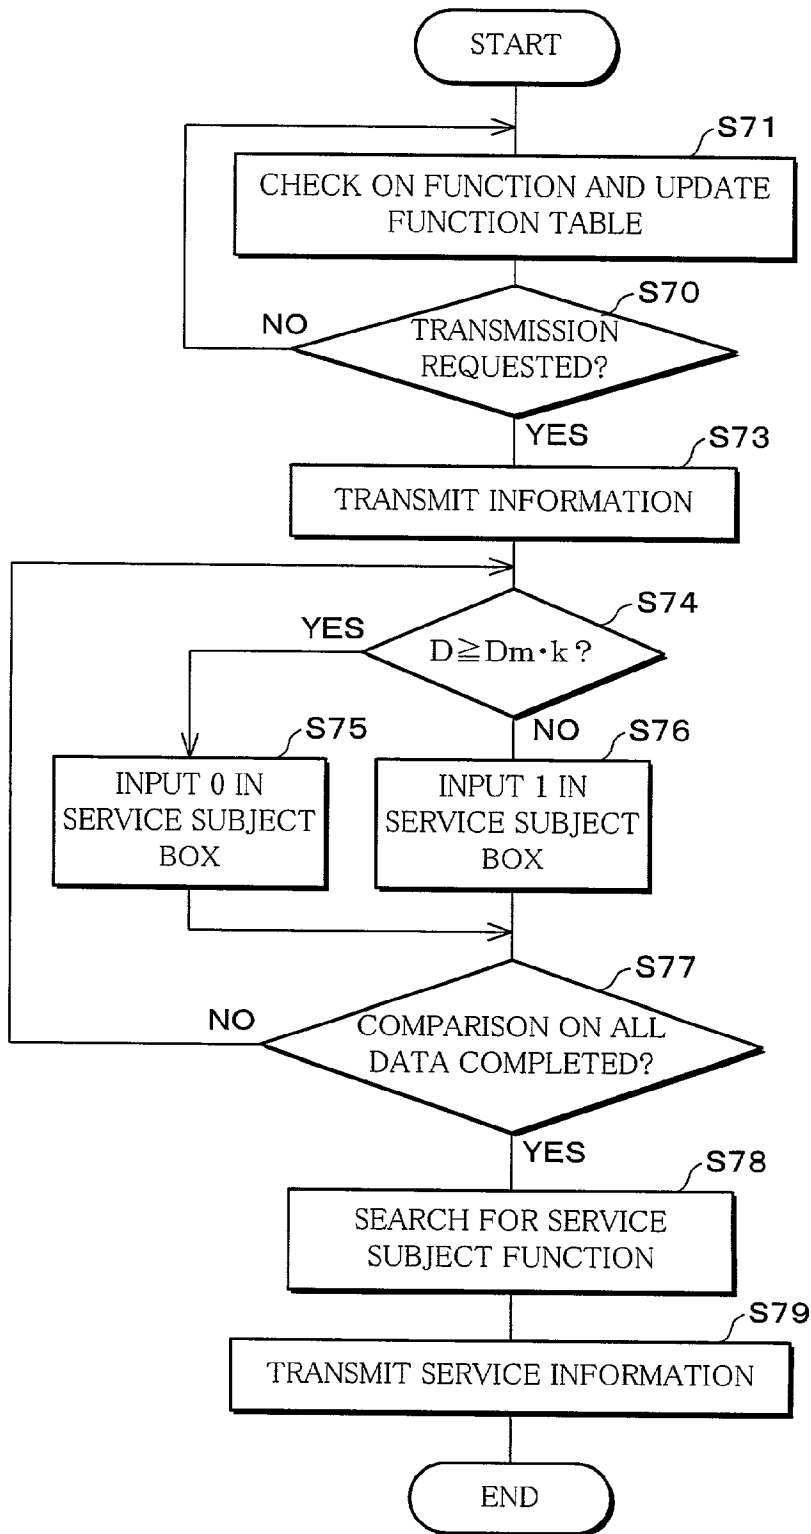 START
S71
CHECK ON FUNCTION AND UPDATE
FUNCTION TABLE
S70
NO
TRANSMISSION
REQUESTED?
YES
S73
TRANSMIT INFORMATION
S74
YES
D≧Dm·k?
NO
S75
INPUT 0 IN
SERVICE SUBJECT
BOX
S76
INPUT 1 IN
SERVICE SUBJECT
BOX
S77
NO
COMPARISON ON ALL
DATA COMPLETED?
YES
S78
SEARCH FOR SERVICE
SUBJECT FUNCTION
S79
TRANSMIT SERVICE INFORMATION
END